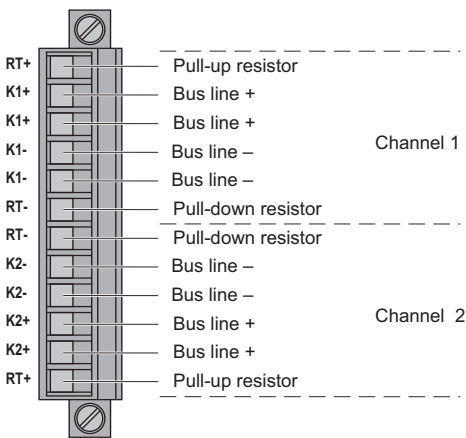 RT+ Pull-up resistor
K1+ Bus line +
K1+ Bus line +
K1- Bus line –
Channel 1
K1- Bus line –
RT- Pull-down resistor
RT- Pull-down resistor
K2- Bus line –
K2- Bus line –
Channel 2
K2+ Bus line +
K2+ Bus line +
RT+ Pull-up resistor